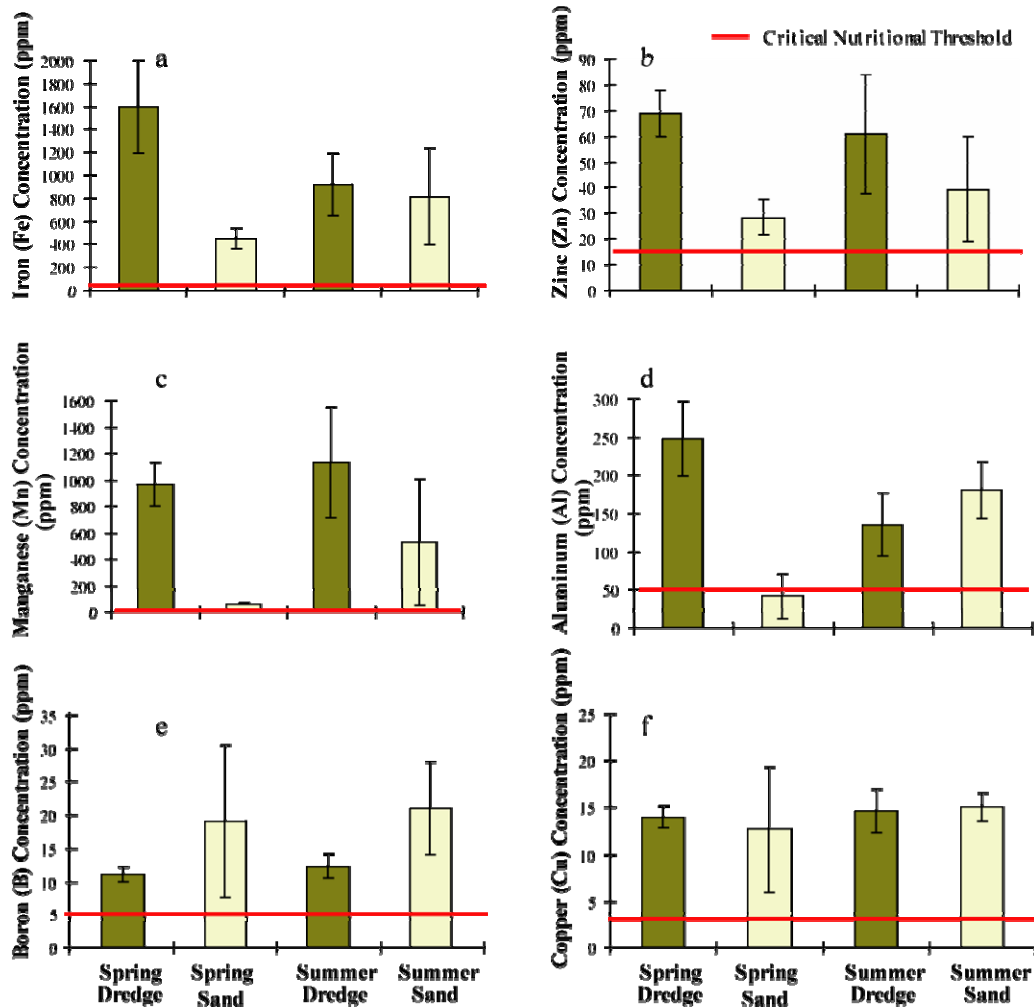 Critical Nutritional Threshold
a
Iron (Fe) Concentration (ppm)
2000
1800
1600
1400
1200
1000
800
600
400
200
0
b
Zinc (Zn) Concentration (ppm)
90
80
70
60
50
40
30
20
10
0
c
Manganese (Mn) Concentration
(ppm)
1600
1400
1200
1000
800
600
400
200
0
d
Aluminum (Al) Concentration
(ppm)
300
250
200
150
100
50
0
e
Boron (B) Concentration (ppm)
35
30
25
20
15
10
5
0
Spring
Dredge
Spring
Sand
Summer
Dredge
Summer
Sand
f
Copper (Cu) Concentration (ppm)
25
20
15
10
5
0
Spring
Dredge
Spring
Sand
Summer
Dredge
Summer
Sand